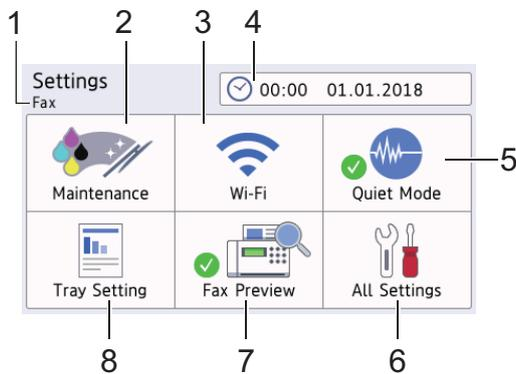 1 2 3 4
Settings
Fax
00:00 01.01.2018
Maintenance Wi-Fi Quiet Mode
5
Tray Setting Fax Preview All Settings
8 7 6